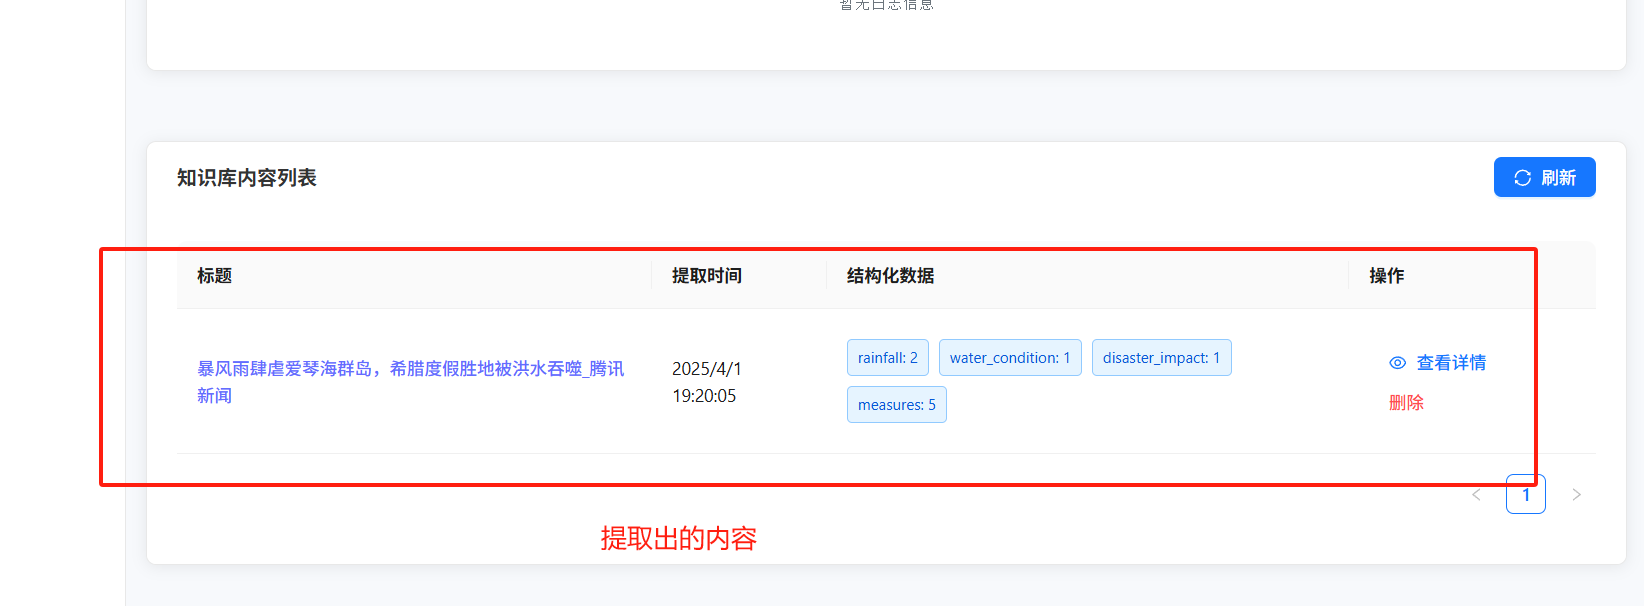 暂无日志信息
知识库内容列表
刷新
标题
提取时间
结构化数据
操作
暴风雨肆虐爱琴海群岛，希腊度假胜地被洪水吞噬_腾讯
新闻
2025/4/1
19:20:05
rainfall: 2
water_condition: 1
disaster_impact: 1
measures: 5
查看详情
删除
1
提取出的内容